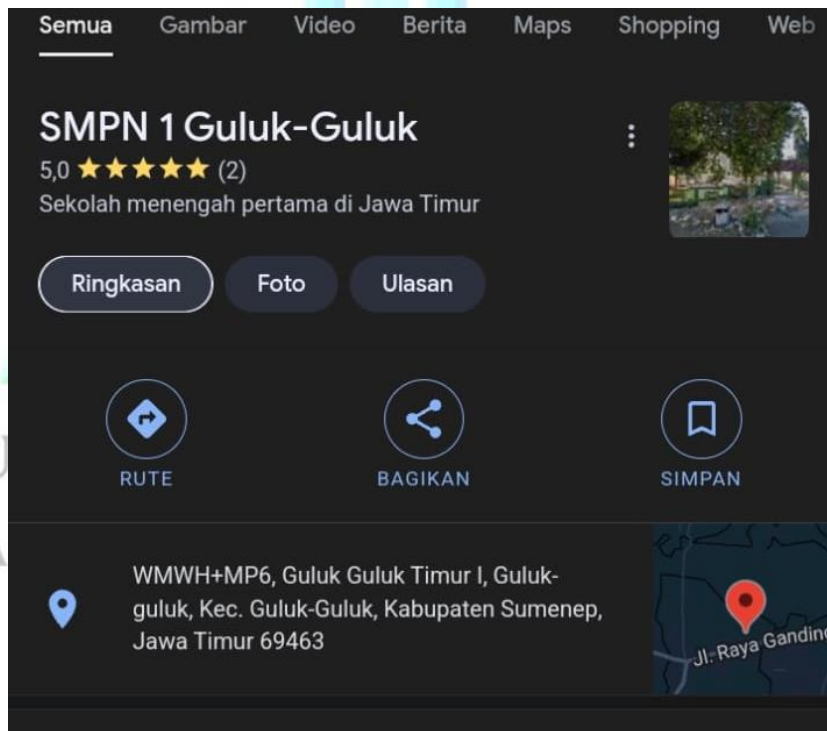 Semua Gambar Video Berita Maps Shopping Web
SMPN 1 Guluk-Guluk
5,0 ★★★★★ (2)
Sekolah menengah pertama di Jawa Timur
Ringkasan Foto Ulasan
RUTE BAGIKAN SIMPAN
WMWH+MP6, Guluk Guluk Timur I, Guluk-
guluk, Kec. Guluk-Guluk, Kabupaten Sumenep,
Jawa Timur 69463
Jl. Raya